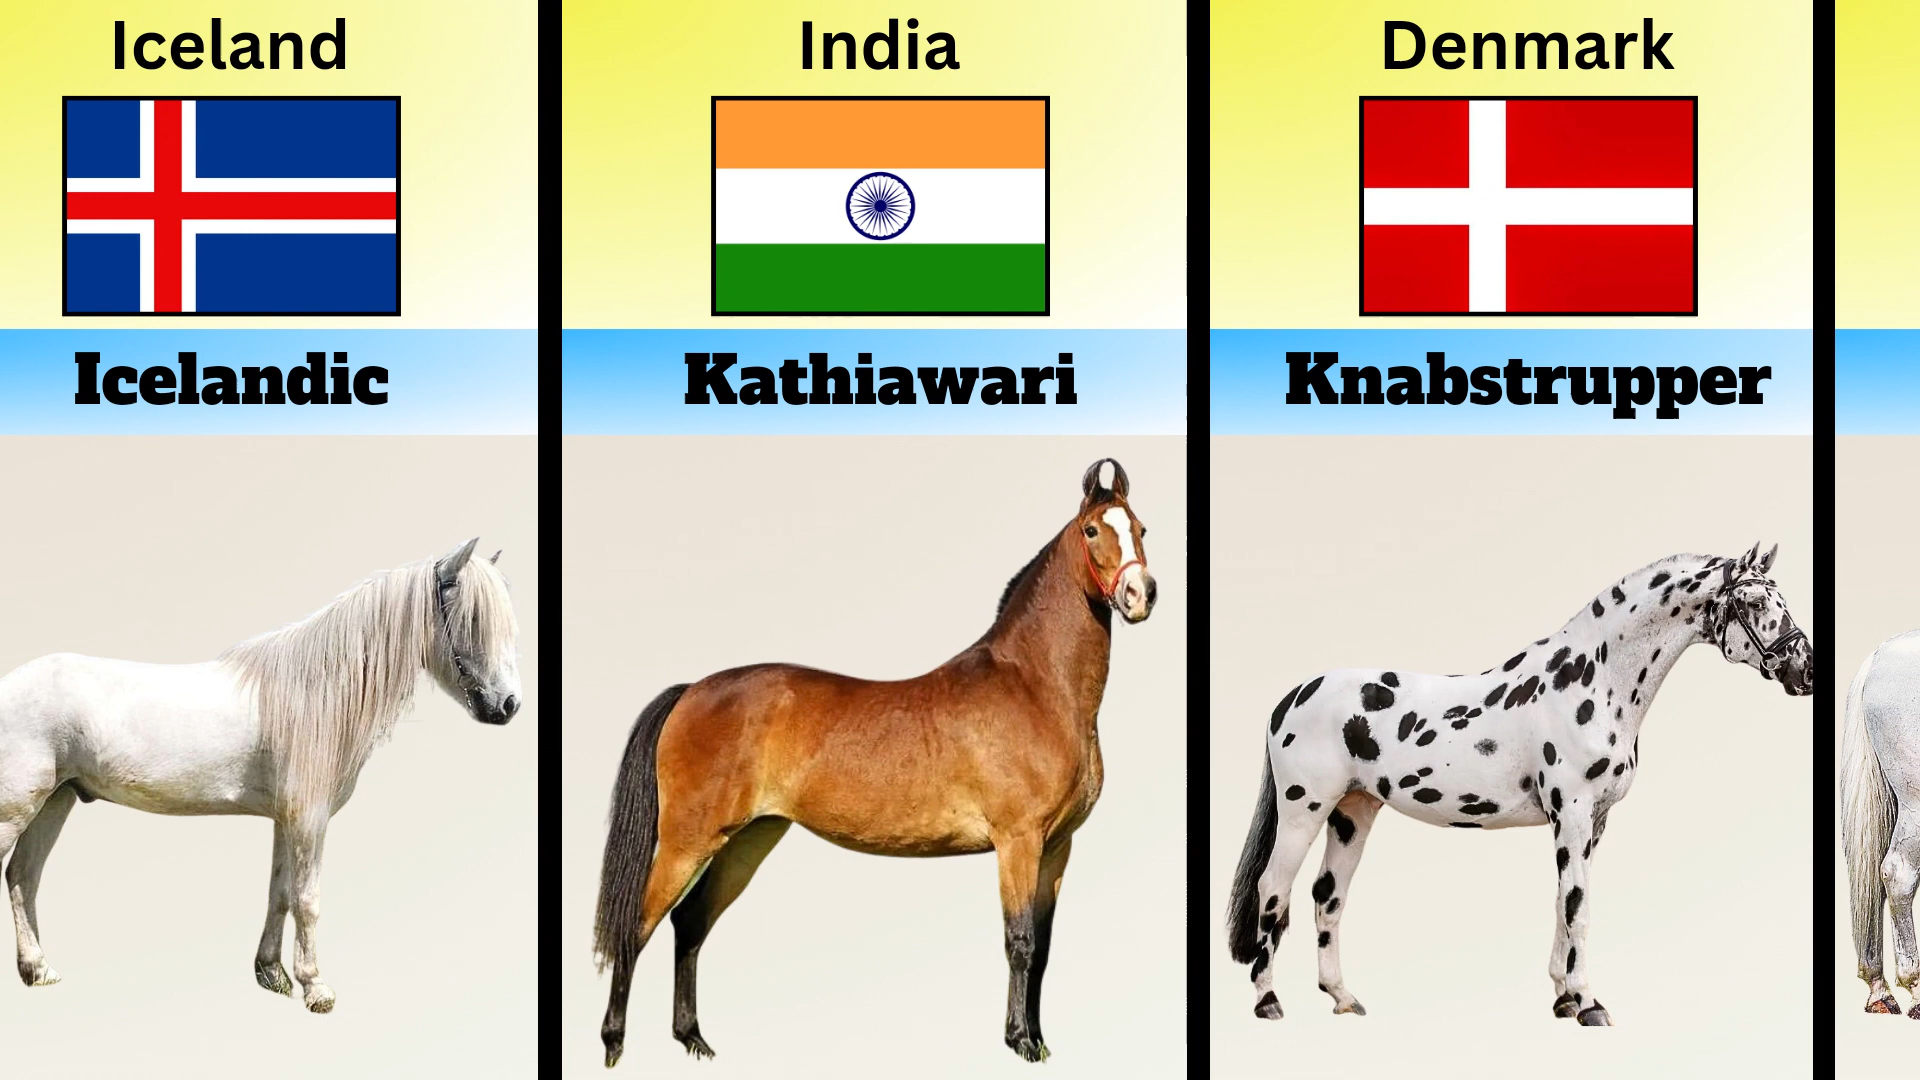 Iceland
Icelandic
India
Kathiawari
Denmark
Knabstrupper